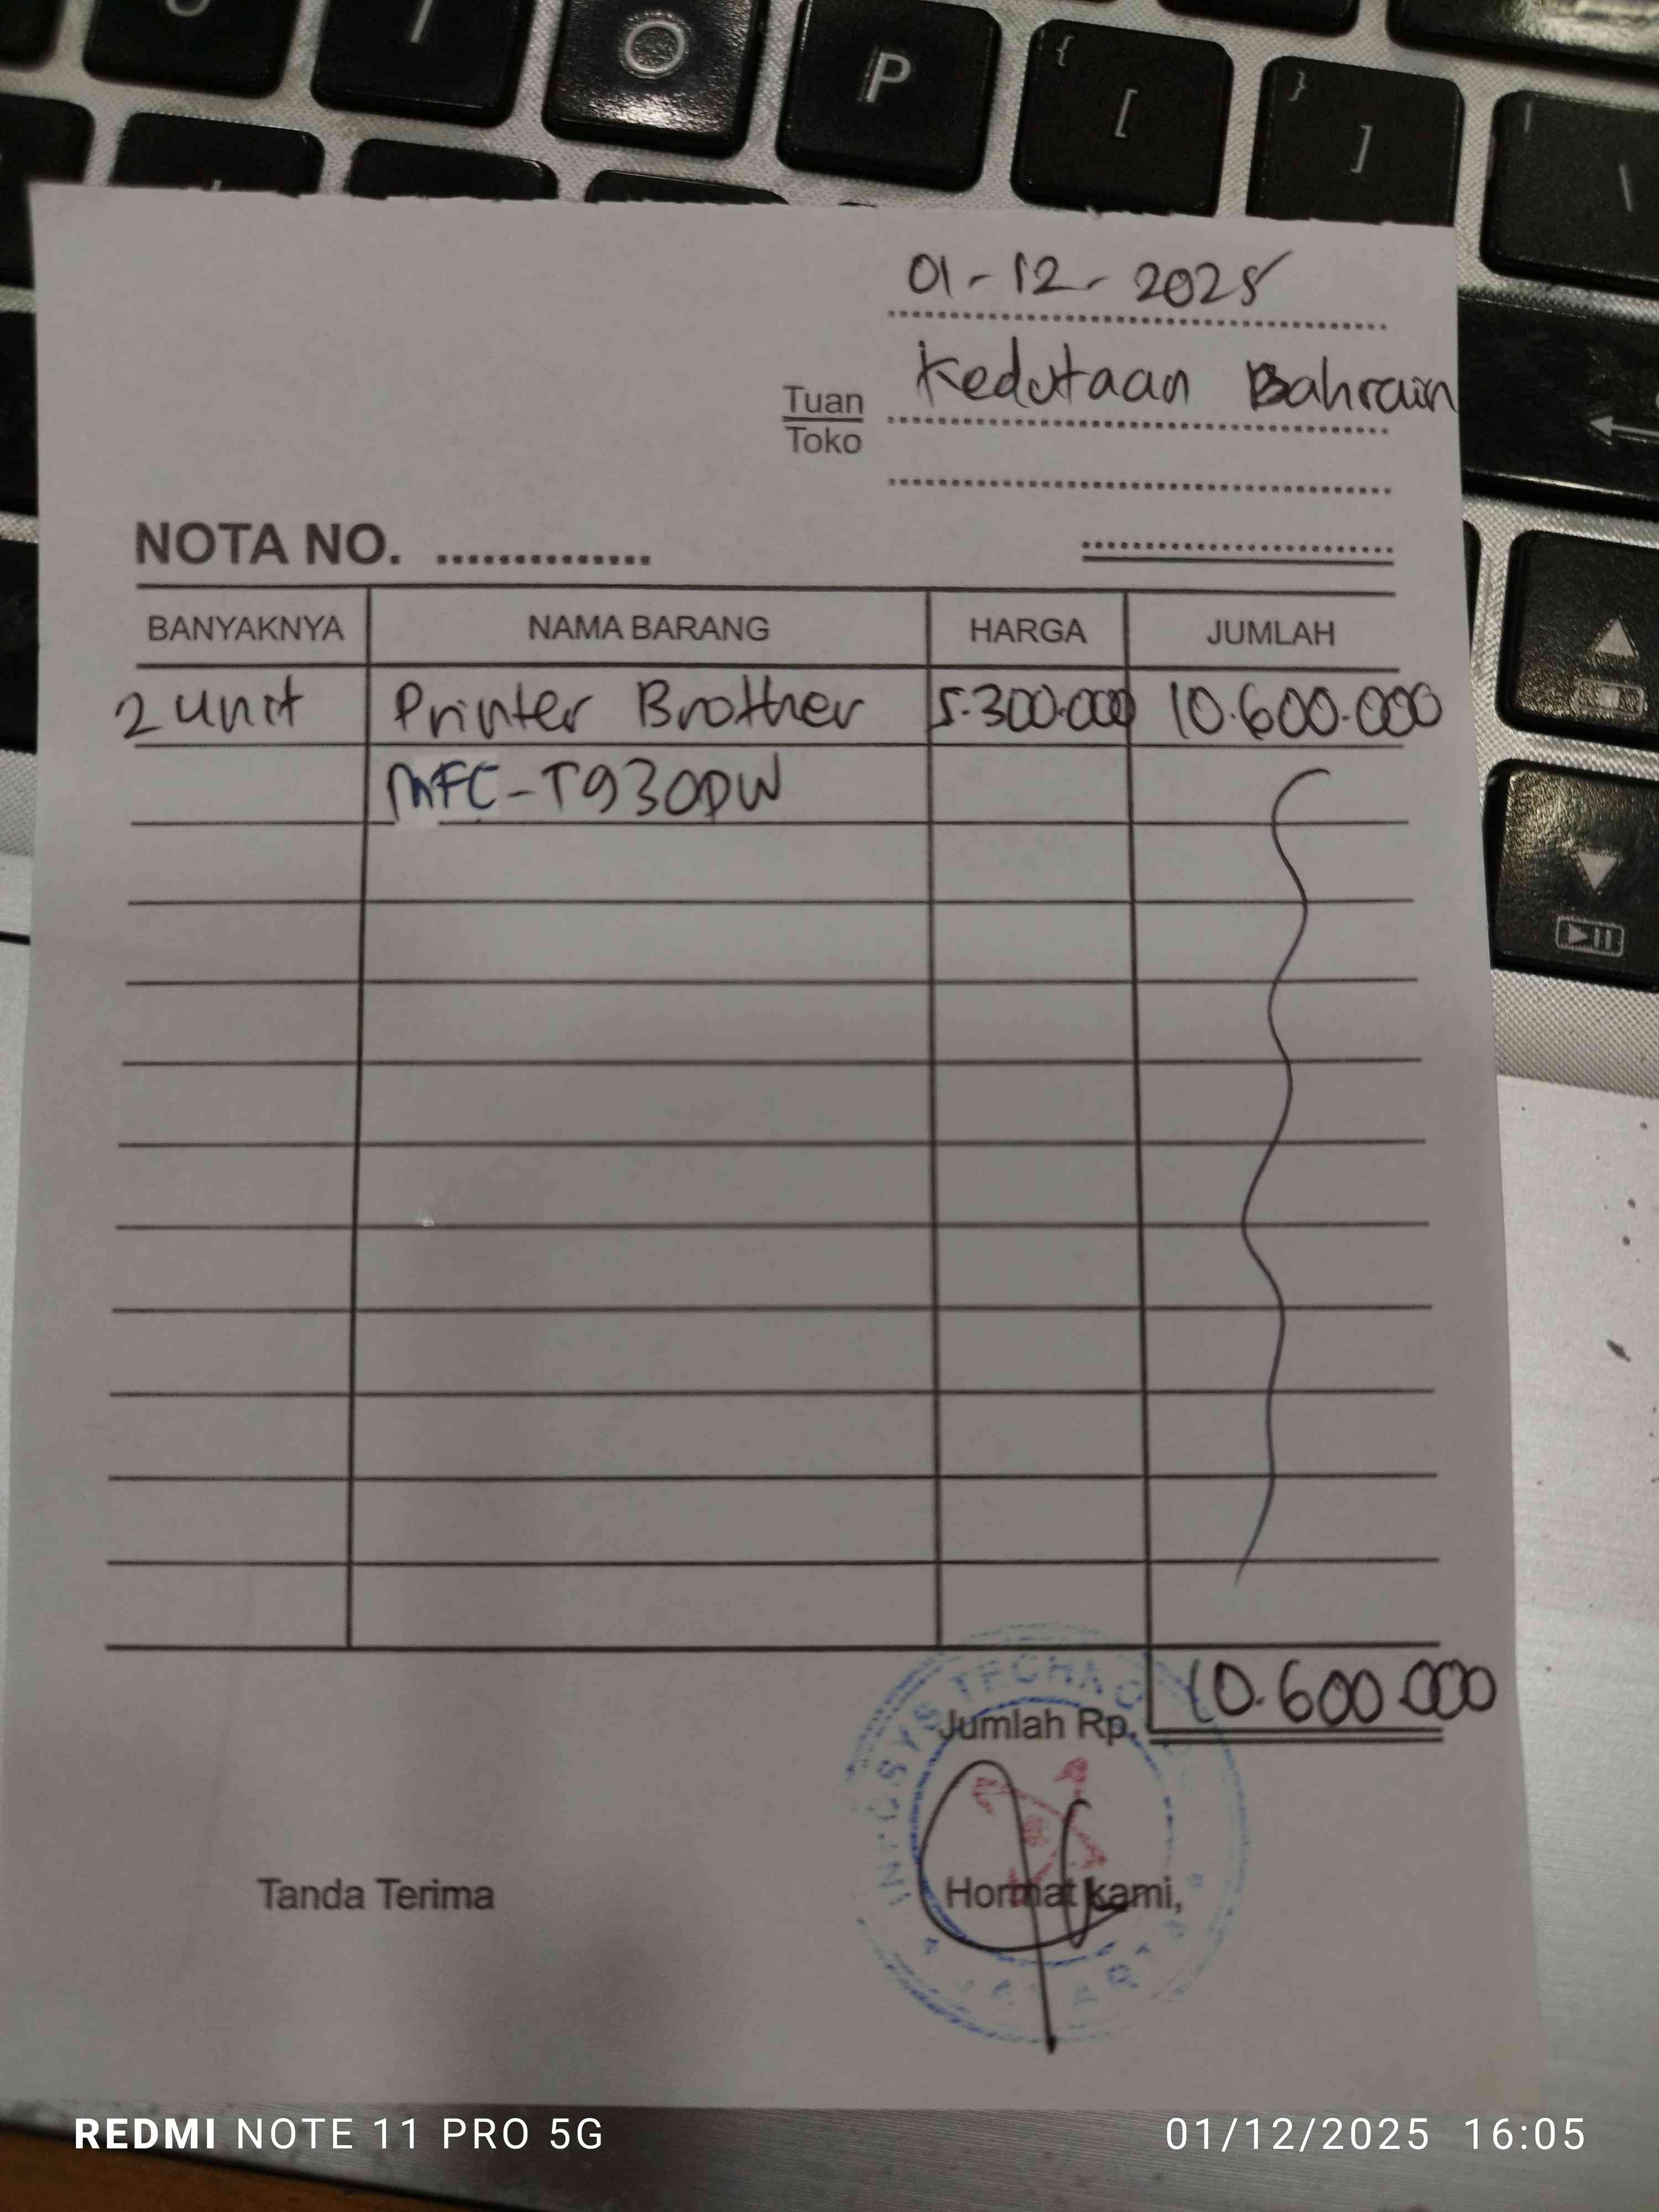 O
P
{
[
}
]
|
\
01-12-2025
Kedutaan Bahrain
Tuan
Toko
NOTA NO.
BANYAKNYA NAMA BARANG HARGA JUMLAH
2 unit Printer Brother 5.300.000 10.600.000
MFC-T930DW
Jumlah Rp. 10.600.000
INFOSYS TECHNO
Tanda Terima Hormat kami,
REDMI NOTE 11 PRO 5G 01/12/2025 16:05